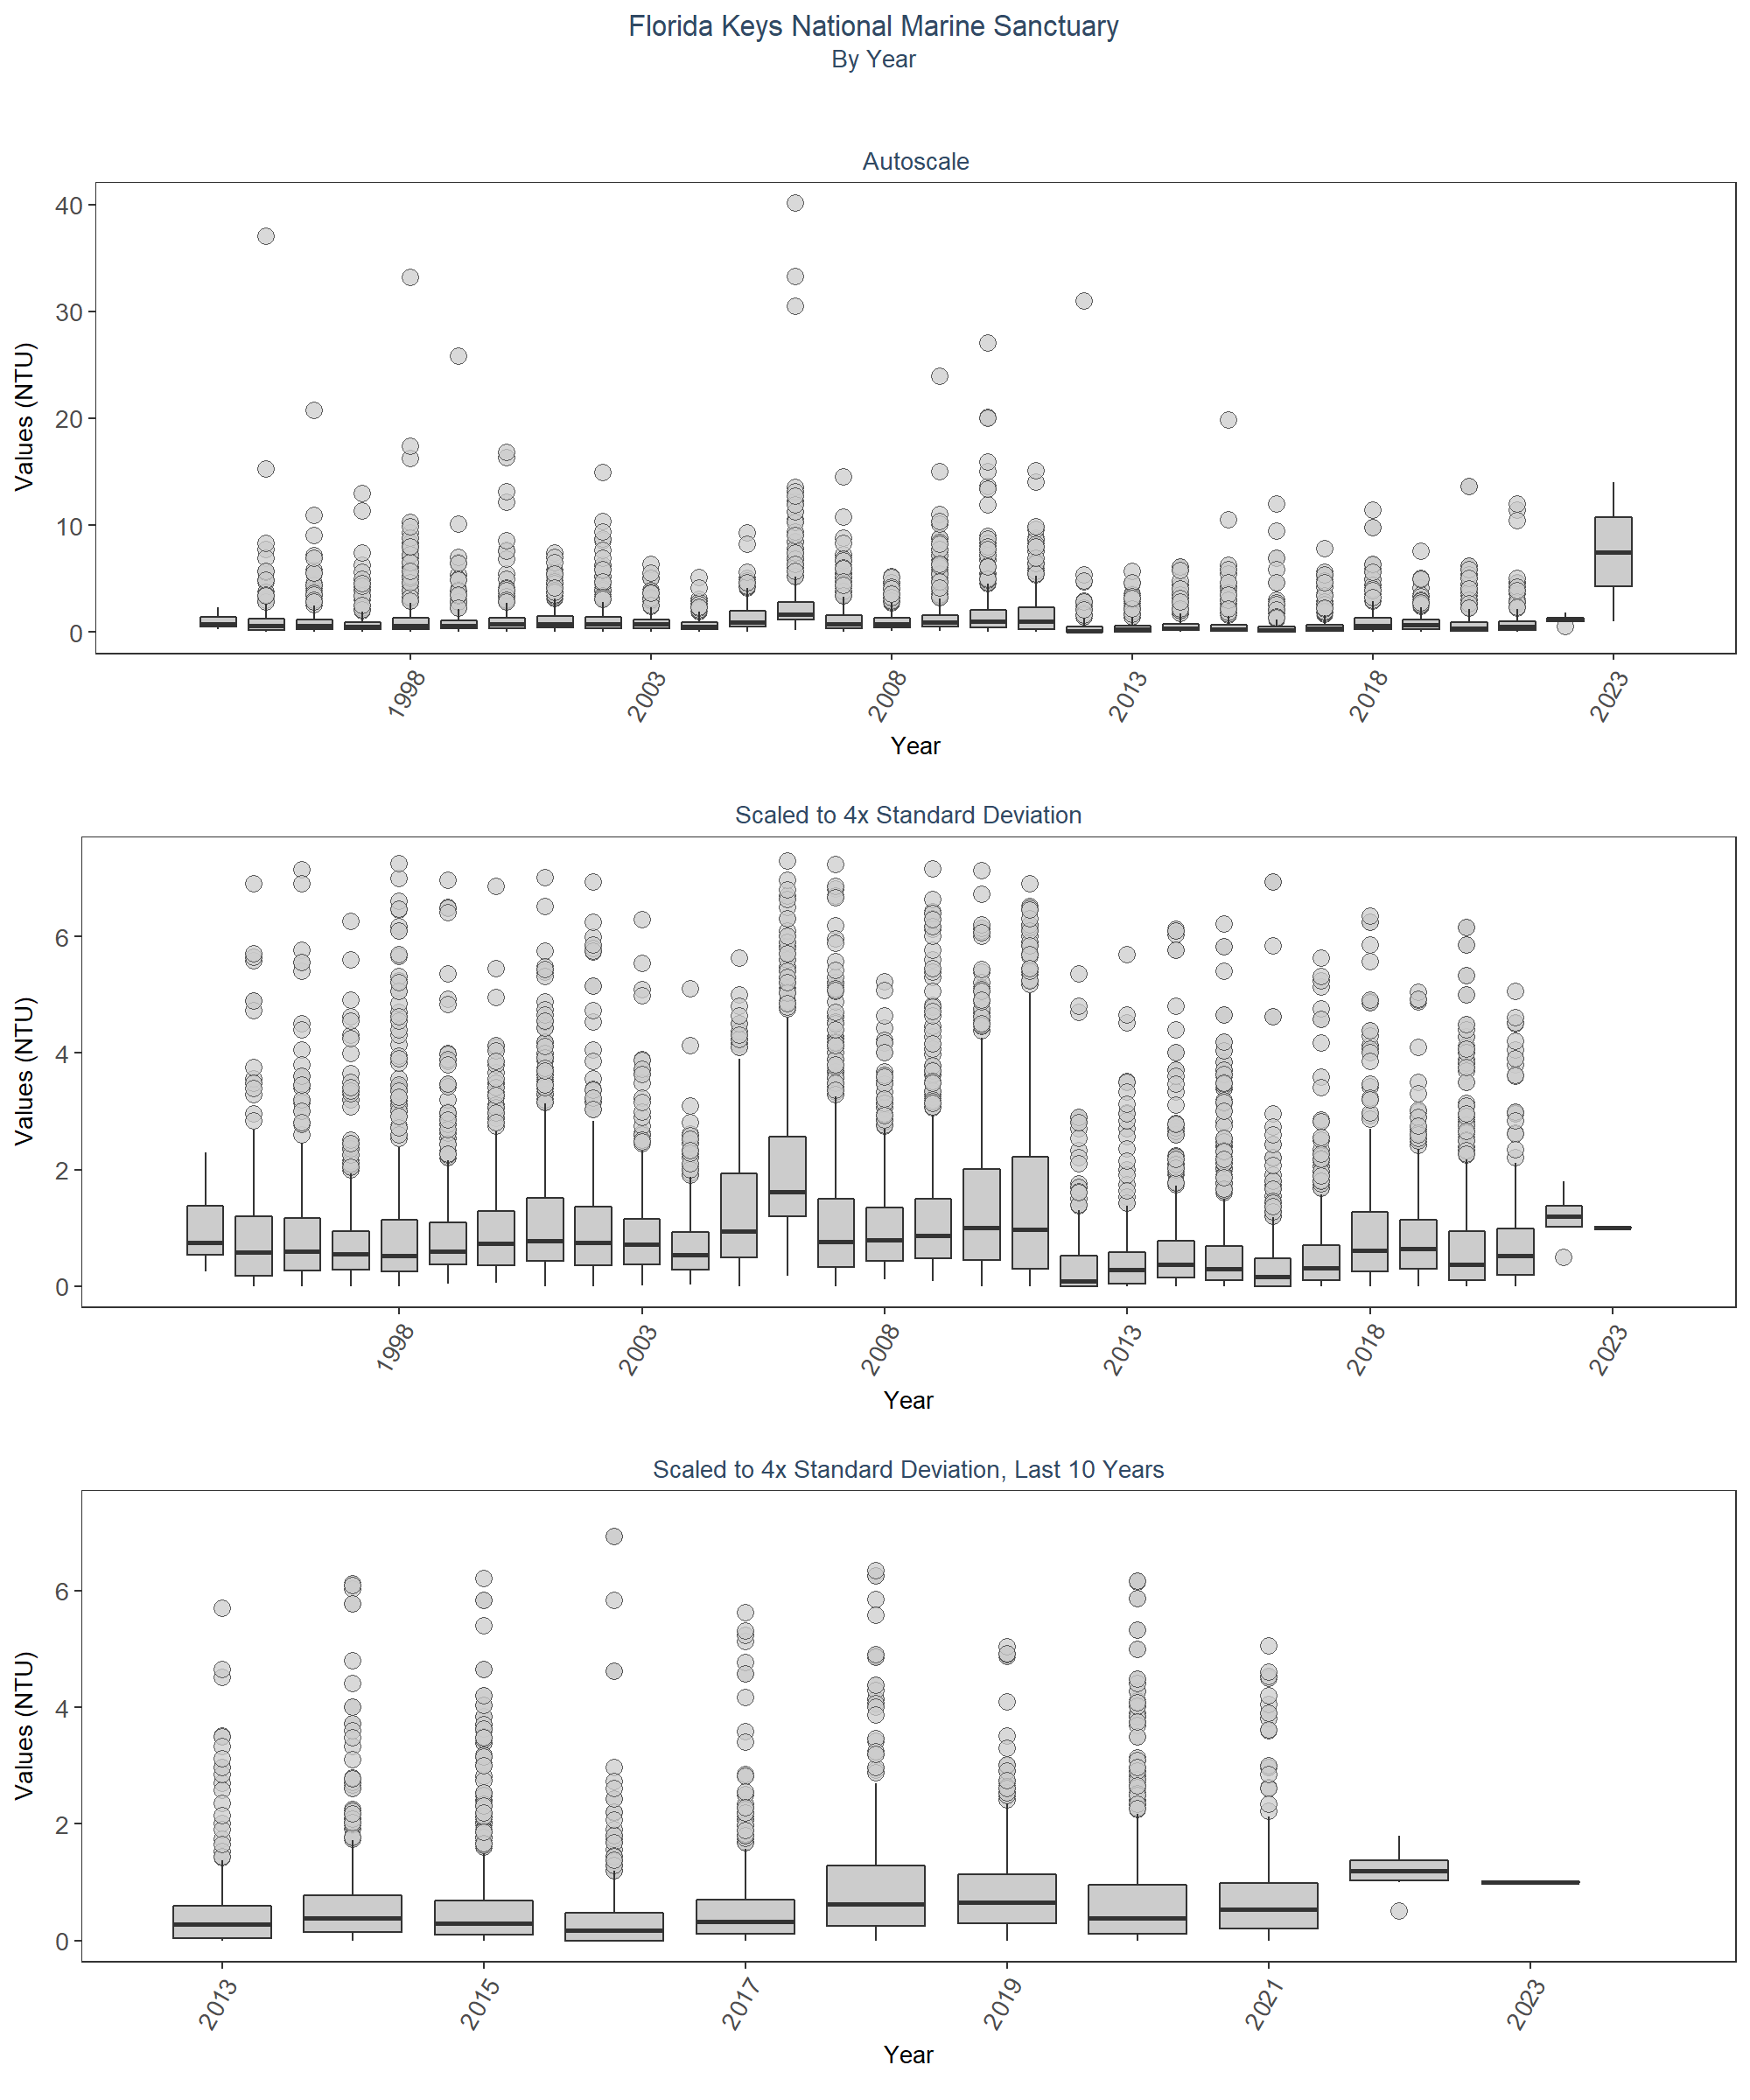 Florida Keys National Marine Sanctuary
By Year
Autoscale
Values (NTU)
40
30
20
10
0
1998
2003
2008
2013
2018
2023
Year
Scaled to 4x Standard Deviation
Values (NTU)
6
4
2
0
1998
2003
2008
2013
2018
2023
Year
Scaled to 4x Standard Deviation, Last 10 Years
Values (NTU)
6
4
2
0
2013
2015
2017
2019
2021
2023
Year